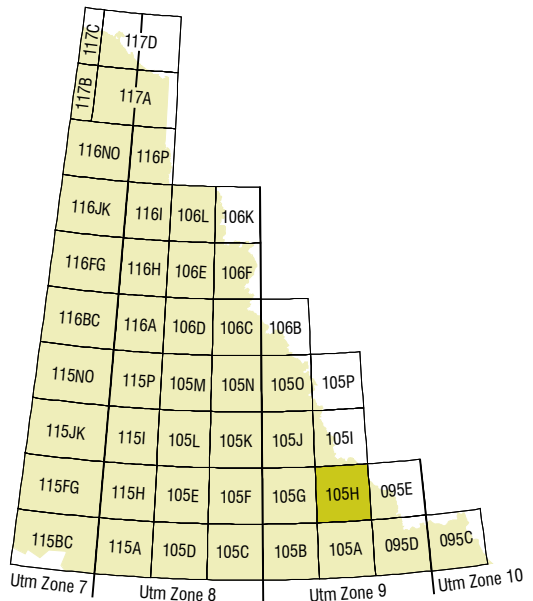 117C 117D
117B 117A
116NO 116P
116JK 116I 106L 106K
116FG 116H 106E 106F
116BC 116A 106D 106C 106B
115NO 115P 105M 105N 105O 105P
115JK 115I 105L 105K 105J 105I
115FG 115H 105E 105F 105G 105H 095E
115BC 115A 105D 105C 105B 105A 095D 095C
Utm Zone 7 Utm Zone 8 Utm Zone 9 Utm Zone 10